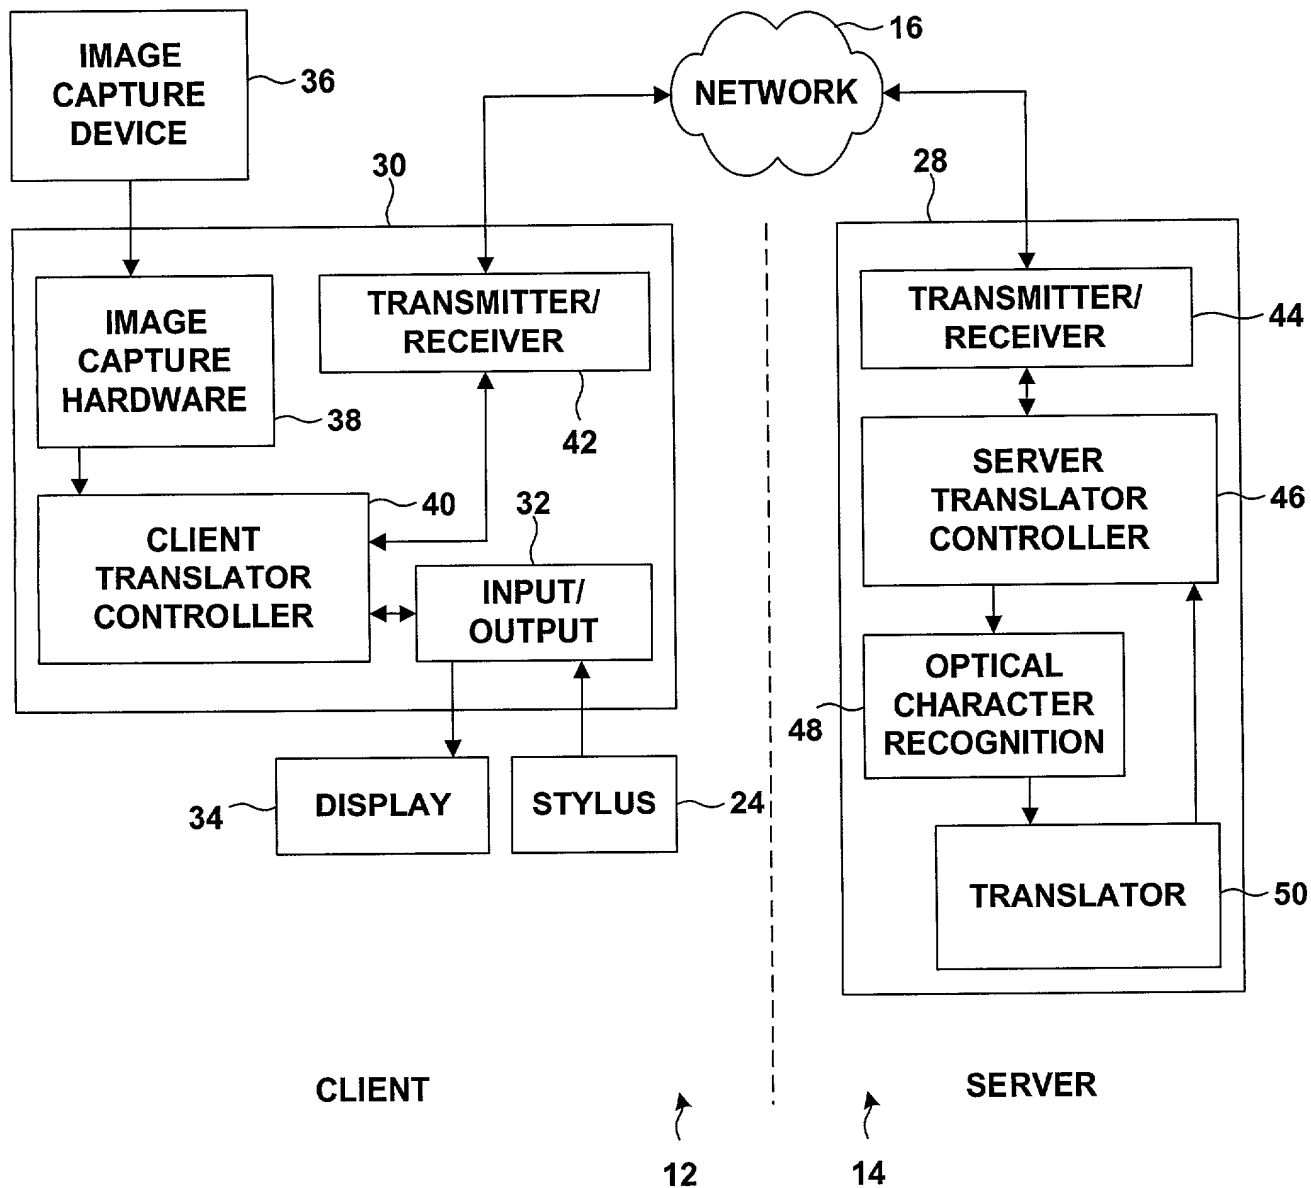 IMAGE
CAPTURE
DEVICE
36
NETWORK
16
30
28
IMAGE
CAPTURE
HARDWARE
38
TRANSMITTER/
RECEIVER
42
TRANSMITTER/
RECEIVER
44
CLIENT
TRANSLATOR
CONTROLLER
40
32
INPUT/
OUTPUT
SERVER
TRANSLATOR
CONTROLLER
46
OPTICAL
CHARACTER
RECOGNITION
48
34
DISPLAY
STYLUS
24
TRANSLATOR
50
CLIENT
SERVER
12
14